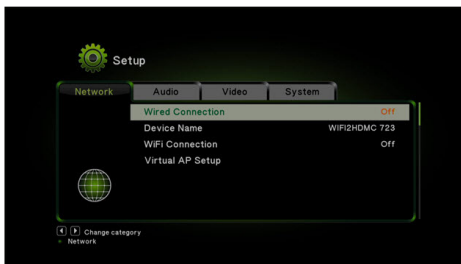 Setup
Network Audio Video System
Wired Connection Off
Device Name WIFI2HDMC 723
WiFi Connection Off
Virtual AP Setup
Change category
Network